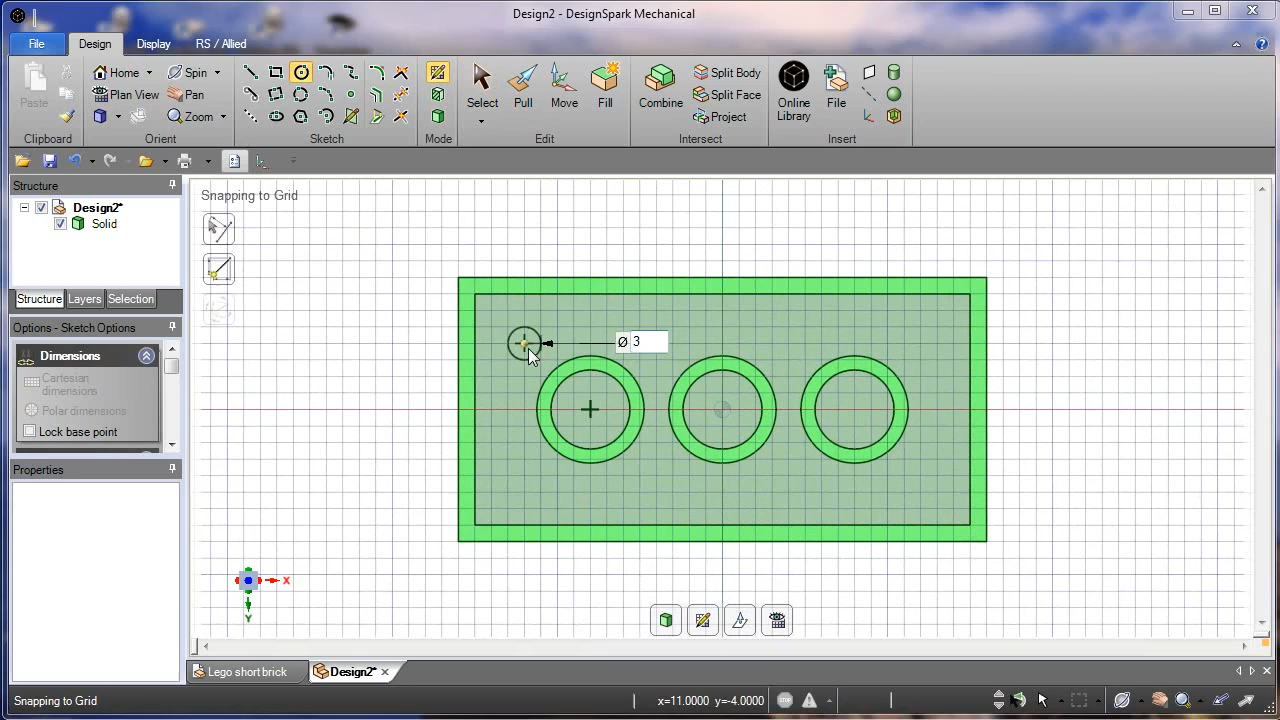 Design2 - DesignSpark Mechanical
File
Design
Display
RS / Allied
Paste
Home
Spin
Plan View
Pan
Zoom
Select
Pull
Move
Fill
Combine
Split Body
Split Face
Project
Online
Library
File
Clipboard
Orient
Sketch
Mode
Edit
Intersect
Insert
Structure
Design2*
Solid
Structure
Layers
Selection
Options - Sketch Options
Dimensions
Cartesian
dimensions
Polar dimensions
Lock base point
Properties
Snapping to Grid
Ø 3
X
Y
Lego short brick
Design2*
Snapping to Grid
x=11.0000 y=-4.0000